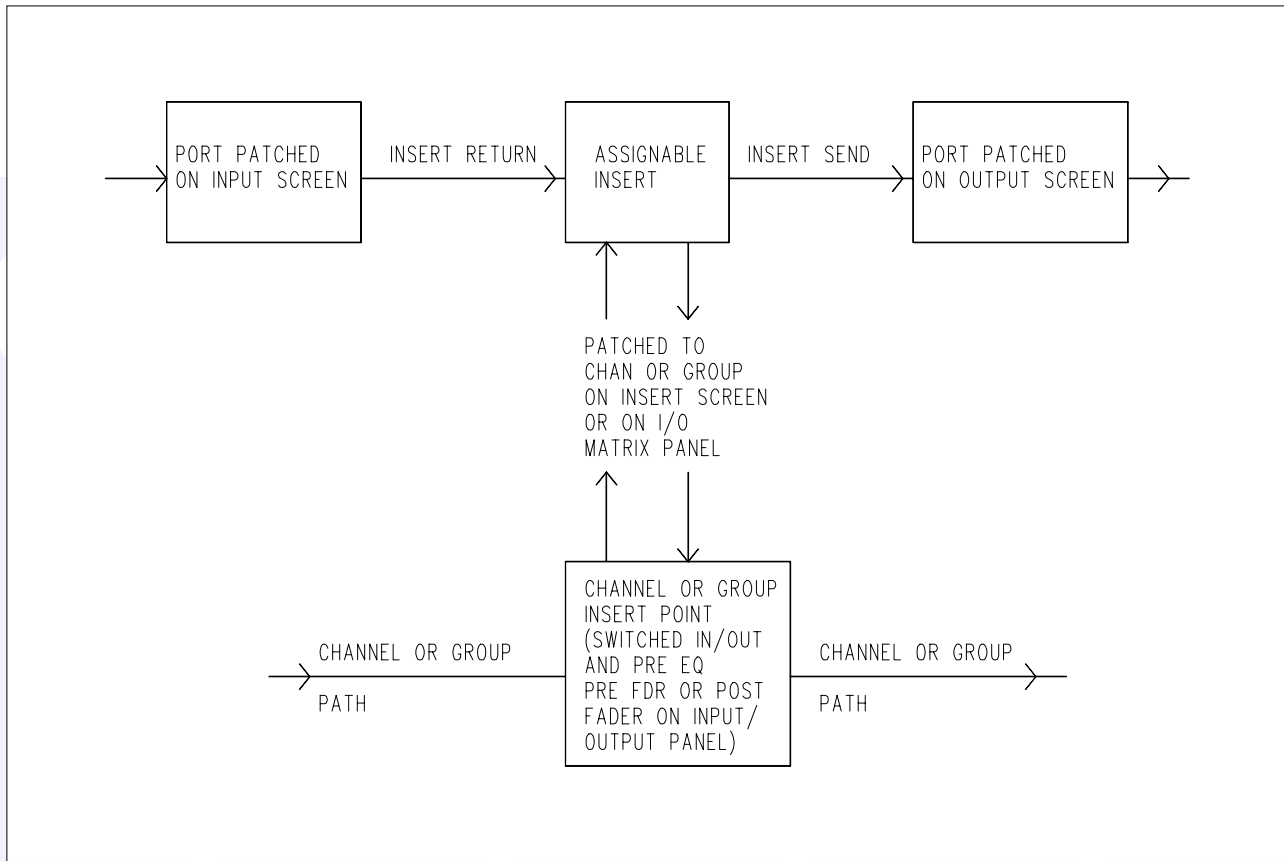 PORT PATCHED
ON INPUT SCREEN
INSERT RETURN
ASSIGNABLE
INSERT
INSERT SEND
PORT PATCHED
ON OUTPUT SCREEN
PATCHED TO
CHAN OR GROUP
ON INSERT SCREEN
OR ON I/O
MATRIX PANEL
CHANNEL OR GROUP
PATH
CHANNEL OR GROUP
INSERT POINT
(SWITCHED IN/OUT
AND PRE EQ
PRE FDR OR POST
FADER ON INPUT/
OUTPUT PANEL)
CHANNEL OR GROUP
PATH